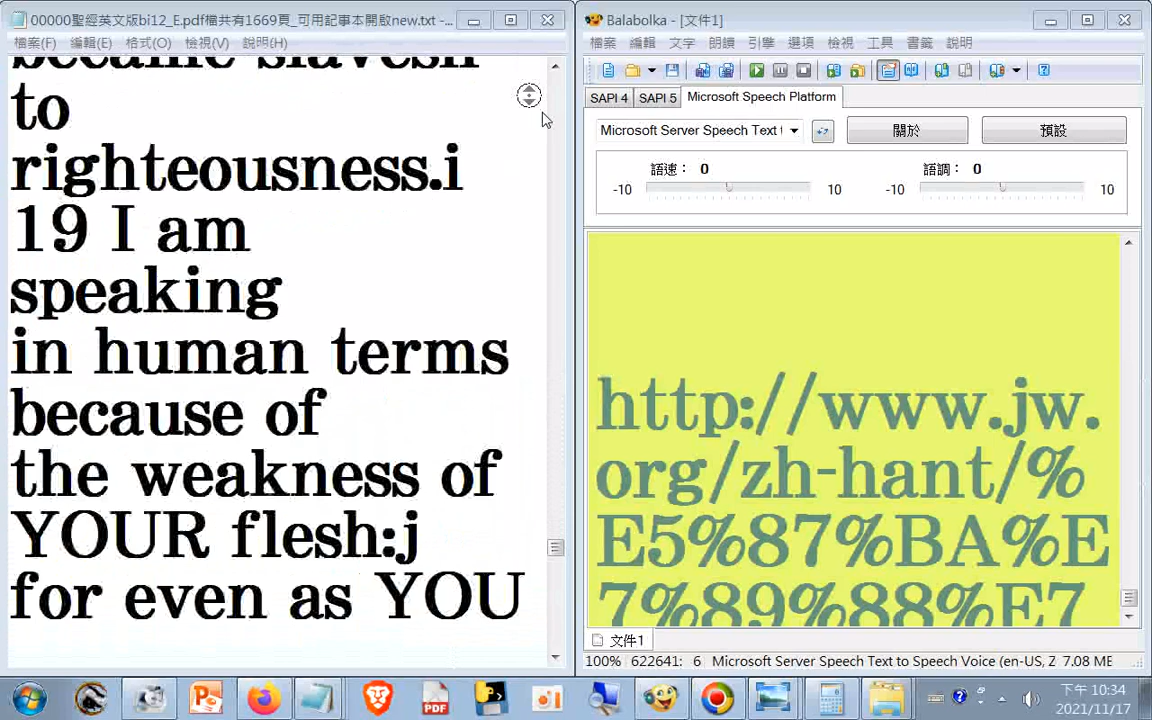 00000聖經英文版bi12_E.pdf檔共有1669頁_可用記事本開啟new.txt -...
檔案(F) 編輯(E) 格式(O) 檢視(V) 說明(H)
became slavesh
to
righteousness.i
19 I am
speaking
in human terms
because of
the weakness of
YOUR flesh:j
for even as YOU
Balabolka - [文件1]
檔案 編輯 文字 朗讀 引擎 選項 檢視 工具 書籤 說明
SAPI 4 SAPI 5 Microsoft Speech Platform
Microsoft Server Speech Text t 關於 預設
語速： 0 語調： 0
-10 10 -10 10
http://www.jw.
org/zh-hant/%
E5%87%BA%E
7%89%88%E7
文件1
100% 622641: 6 Microsoft Server Speech Text to Speech Voice (en-US, Z 7.08 ME
PDF
下午 10:34
2021/11/17